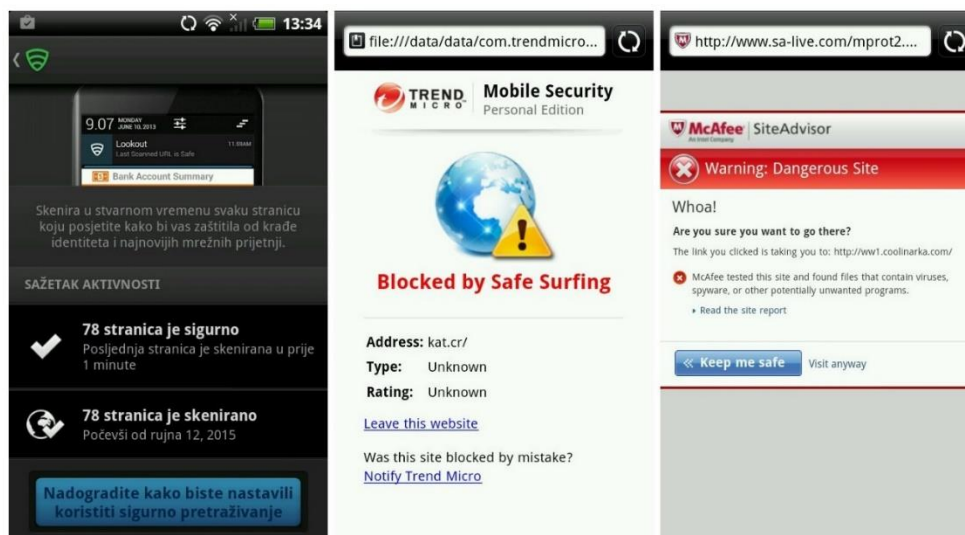 13:34
9.07 MONDAY JUNE 10, 2013
Lookout 11:09AM
Last Scanned URL is Safe
Bank Account Summary
Skenira u stvarnom vremenu svaku stranicu
koju posjetite kako bi vas zaštitila od krađe
identiteta i najnovijih mrežnih prijetnji.
SAŽETAK AKTIVNOSTI
78 stranica je sigurno
Posljednja stranica je skenirana u prije
1 minute
78 stranica je skenirano
Počevši od rujna 12, 2015
Nadogradite kako biste nastavili
koristiti sigurno pretraživanje
file:///data/data/com.trendmicro...
TREND MICRO Mobile Security
Personal Edition
Blocked by Safe Surfing
Address: kat.cr/
Type: Unknown
Rating: Unknown
Leave this website
Was this site blocked by mistake?
Notify Trend Micro
http://www.sa-live.com/mprot2....
McAfee SiteAdvisor
An Intel Company
Warning: Dangerous Site
Whoa!
Are you sure you want to go there?
The link you clicked is taking you to: http://ww1.coolinarka.com/
McAfee tested this site and found files that contain viruses,
spyware, or other potentially unwanted programs.
Read the site report
Keep me safe Visit anyway